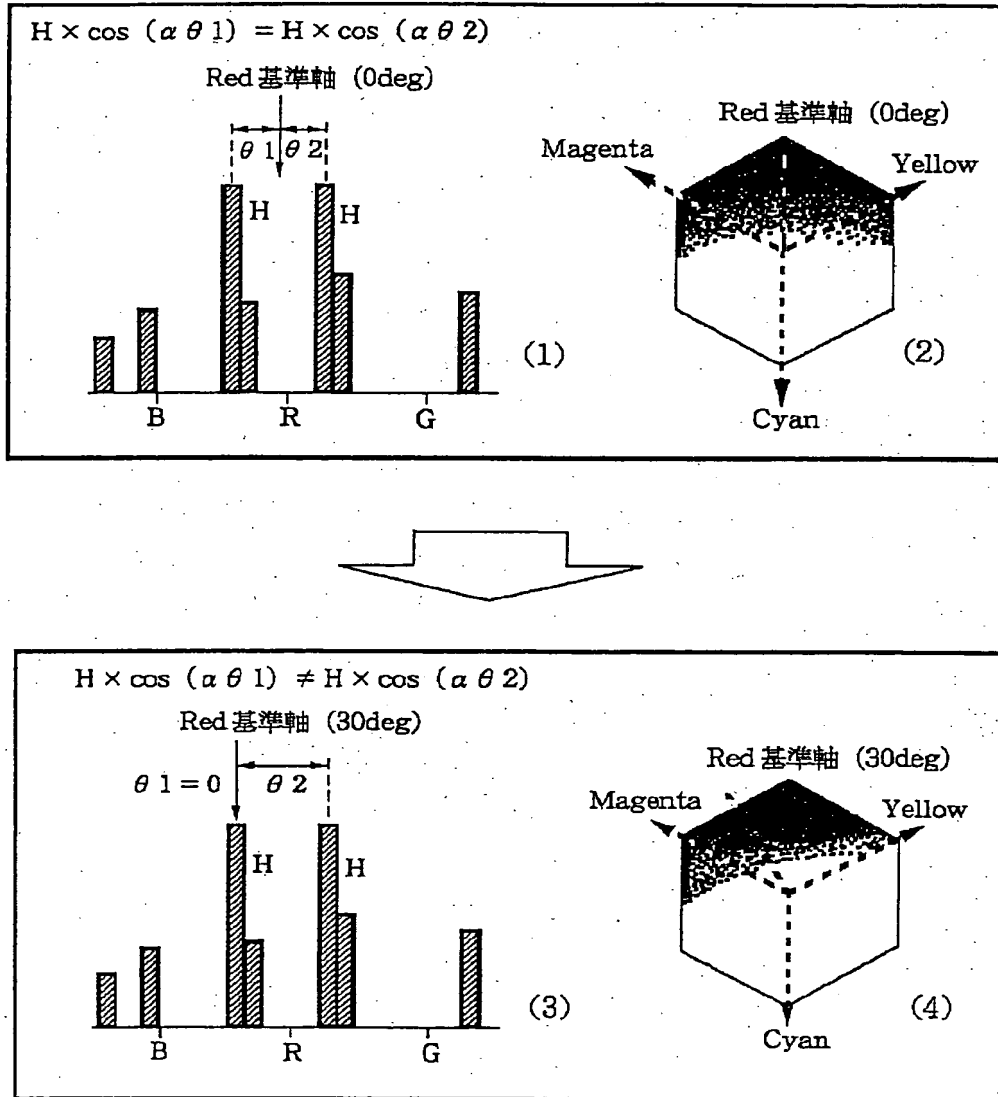 H × cos (α θ 1) = H × cos (α θ 2)
Red 基準軸 (0deg)
θ 1 θ 2
H H
B R G
(1)
Red 基準軸 (0deg)
Magenta
Yellow
(2)
Cyan
H × cos (α θ 1) ≠ H × cos (α θ 2)
Red 基準軸 (30deg)
θ 1 = 0 θ 2
H H
B R G
(3)
Red 基準軸 (30deg)
Magenta
Yellow
(4)
Cyan